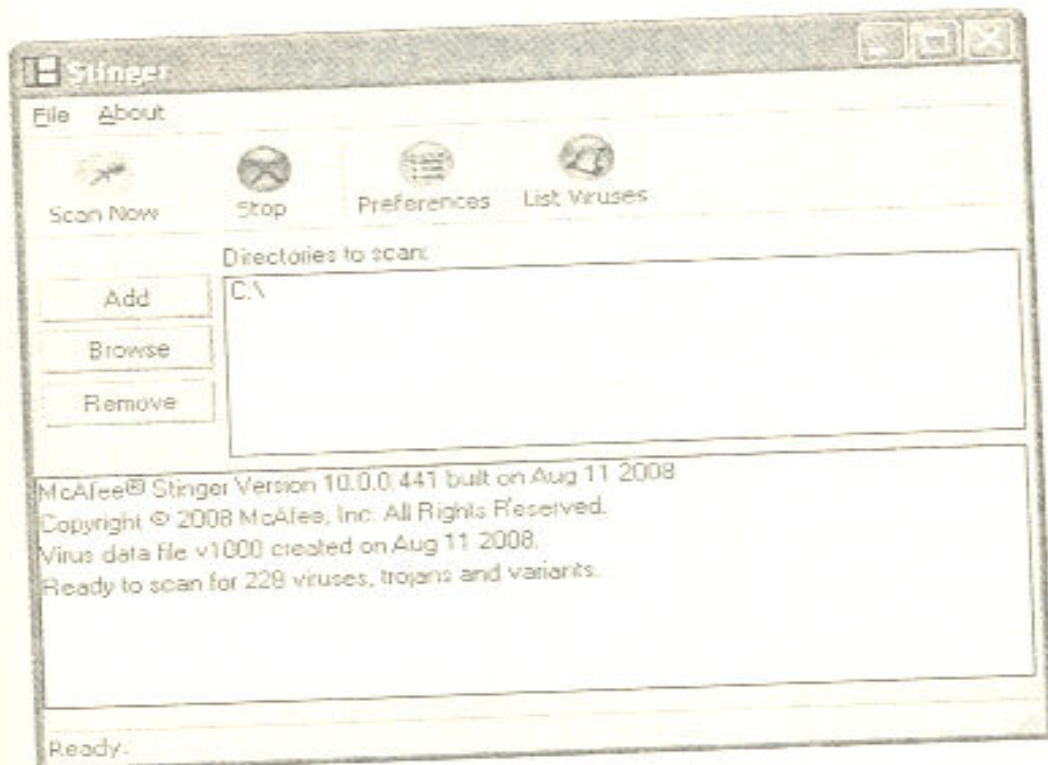 Stinger
File About
Scan Now Stop Preferences List Viruses
Directories to scan:
Add
C:\
Browse
Remove
McAfee® Stinger Version 10.0.0.441 built on Aug 11 2008
Copyright © 2008 McAfee, Inc. All Rights Reserved.
Virus data file v1000 created on Aug 11 2008.
Ready to scan for 229 viruses, trojans and variants.
Ready.